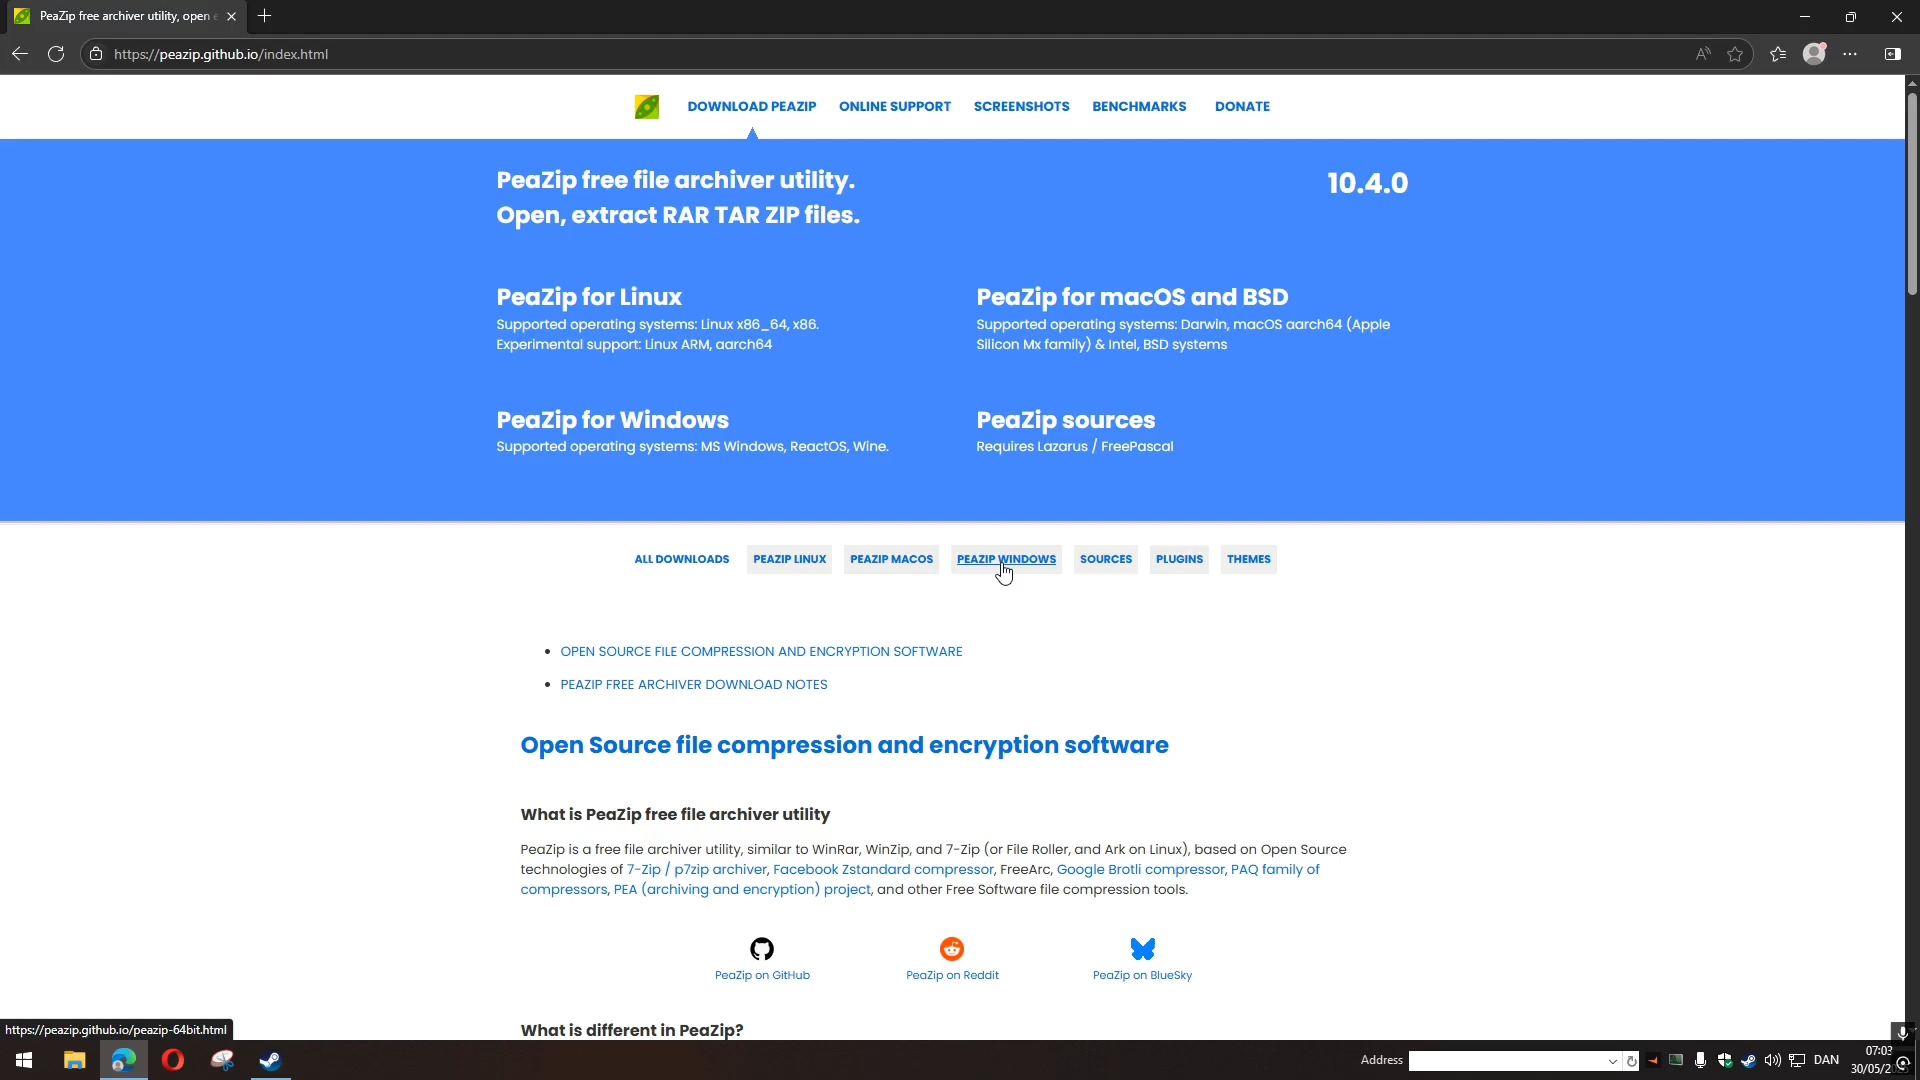 PeaZip free archiver utility, open
https://peazip.github.io/index.html
DOWNLOAD PEAZIP ONLINE SUPPORT SCREENSHOTS BENCHMARKS DONATE
PeaZip free file archiver utility.
Open, extract RAR TAR ZIP files.
10.4.0
PeaZip for Linux
Supported operating systems: Linux x86_64, x86.
Experimental support: Linux ARM, aarch64
PeaZip for macOS and BSD
Supported operating systems: Darwin, macOS aarch64 (Apple
Silicon Mx family) & Intel, BSD systems
PeaZip for Windows
Supported operating systems: MS Windows, ReactOS, Wine.
PeaZip sources
Requires Lazarus / FreePascal
ALL DOWNLOADS PEAZIP LINUX PEAZIP MACOS PEAZIP WINDOWS SOURCES PLUGINS THEMES
• OPEN SOURCE FILE COMPRESSION AND ENCRYPTION SOFTWARE
• PEAZIP FREE ARCHIVER DOWNLOAD NOTES
Open Source file compression and encryption software
What is PeaZip free file archiver utility
PeaZip is a free file archiver utility, similar to WinRar, WinZip, and 7-Zip (or File Roller, and Ark on Linux), based on Open Source
technologies of 7-Zip / p7zip archiver, Facebook Zstandard compressor, FreeArc, Google Brotli compressor, PAQ family of
compressors, PEA (archiving and encryption) project, and other Free Software file compression tools.
PeaZip on GitHub PeaZip on Reddit PeaZip on BlueSky
What is different in PeaZip?
https://peazip.github.io/peazip-64bit.html
Address
DAN
07:03
30/05/2